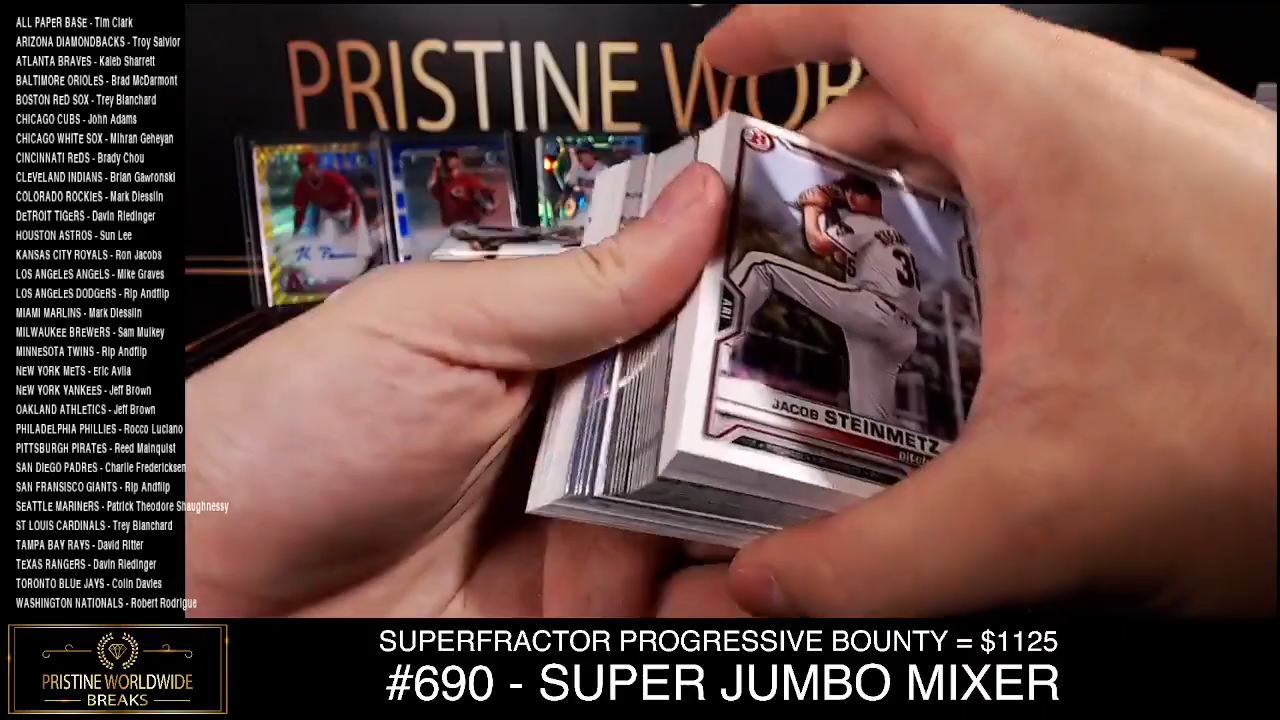 ALL PAPER BASE - Tim Clark
ARIZONA DIAMONDBACKS - Troy Salvior
ATLANTA BRAVES - Kaleb Sharrett
BALTIMORE ORIOLES - Brad McDarmont
BOSTON RED SOX - Trey Blanchard
CHICAGO CUBS - John Adams
CHICAGO WHITE SOX - Mihran Geheyan
CINCINNATI REDS - Brady Chou
CLEVELAND INDIANS - Brian Gawronski
COLORADO ROCKIES - Mark Diesslin
DETROIT TIGERS - Davin Riedinger
HOUSTON ASTROS - Sun Lee
KANSAS CITY ROYALS - Ron Jacobs
LOS ANGELES ANGELS - Mike Graves
LOS ANGELES DODGERS - Rip Andflip
MIAMI MARLINS - Mark Diesslin
MILWAUKEE BREWERS - Sam Mulkey
MINNESOTA TWINS - Rip Andflip
NEW YORK METS - Eric Avila
NEW YORK YANKEES - Jeff Brown
OAKLAND ATHLETICS - Jeff Brown
PHILADELPHIA PHILLIES - Rocco Luciano
PITTSBURGH PIRATES - Reed Mainquist
SAN DIEGO PADRES - Charlie Fredericksen
SAN FRANSISCO GIANTS - Rip Andflip
SEATTLE MARINERS - Patrick Theodore Shaughnessy
ST LOUIS CARDINALS - Trey Blanchard
TAMPA BAY RAYS - David Ritter
TEXAS RANGERS - Davin Riedinger
TORONTO BLUE JAYS - Colin Davies
WASHINGTON NATIONALS - Robert Rodrigue
PRISTINE WOR
ARI
JACOB STEINMETZ
PRISTINE WORLDWIDE
BREAKS
SUPERFRACTOR PROGRESSIVE BOUNTY = $1125
#690 - SUPER JUMBO MIXER